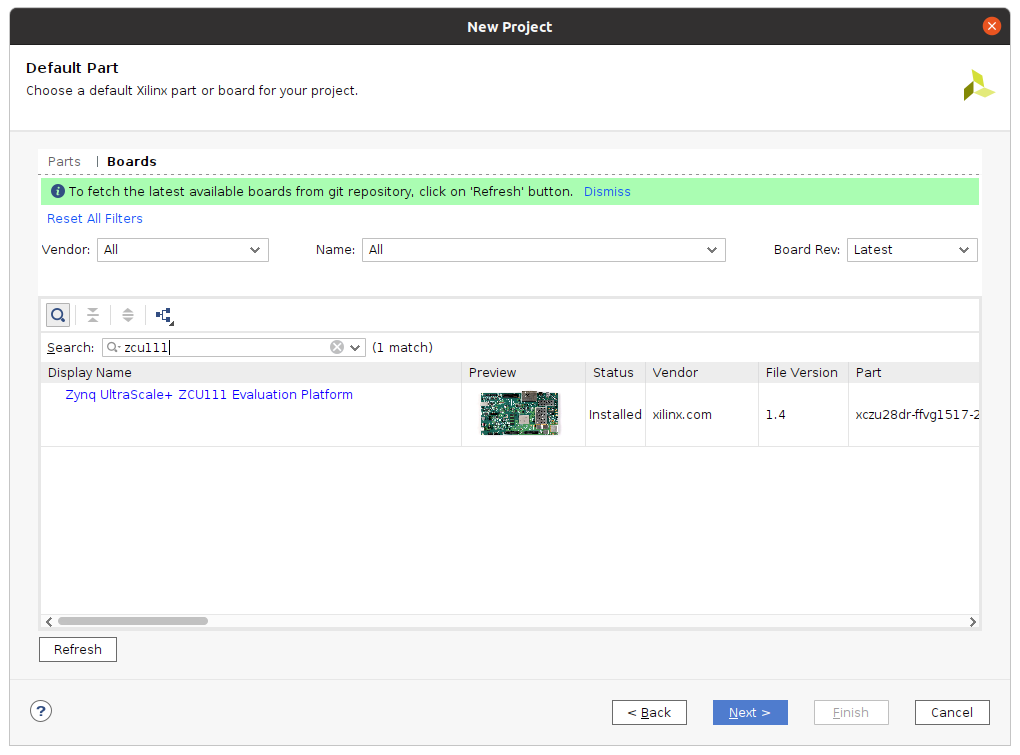 New Project
Default Part
Choose a default Xilinx part or board for your project.
Parts | Boards
To fetch the latest available boards from git repository, click on 'Refresh' button. Dismiss
Reset All Filters
Vendor: All Name: All Board Rev: Latest
Search: zcu111 (1 match)
Display Name Preview Status Vendor File Version Part
Zynq UltraScale+ ZCU111 Evaluation Platform Installed xilinx.com 1.4 xczu28dr-ffvg1517-2
Refresh
? < Back Next > Finish Cancel